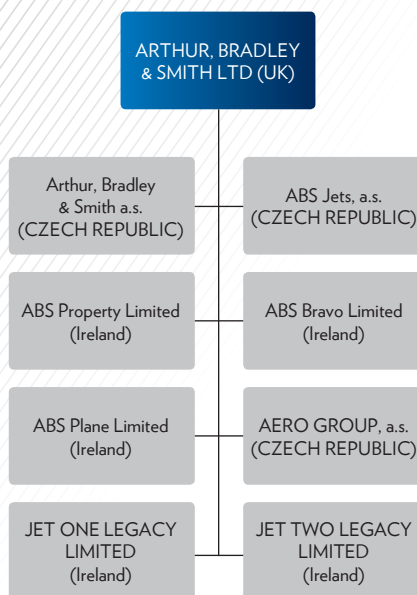 ARTHUR, BRADLEY
& SMITH LTD (UK)
Arthur, Bradley
& Smith a.s.
(CZECH REPUBLIC)
ABS Jets, a.s.
(CZECH REPUBLIC)
ABS Property Limited
(Ireland)
ABS Bravo Limited
(Ireland)
ABS Plane Limited
(Ireland)
AERO GROUP, a.s.
(CZECH REPUBLIC)
JET ONE LEGACY
LIMITED
(Ireland)
JET TWO LEGACY
LIMITED
(Ireland)